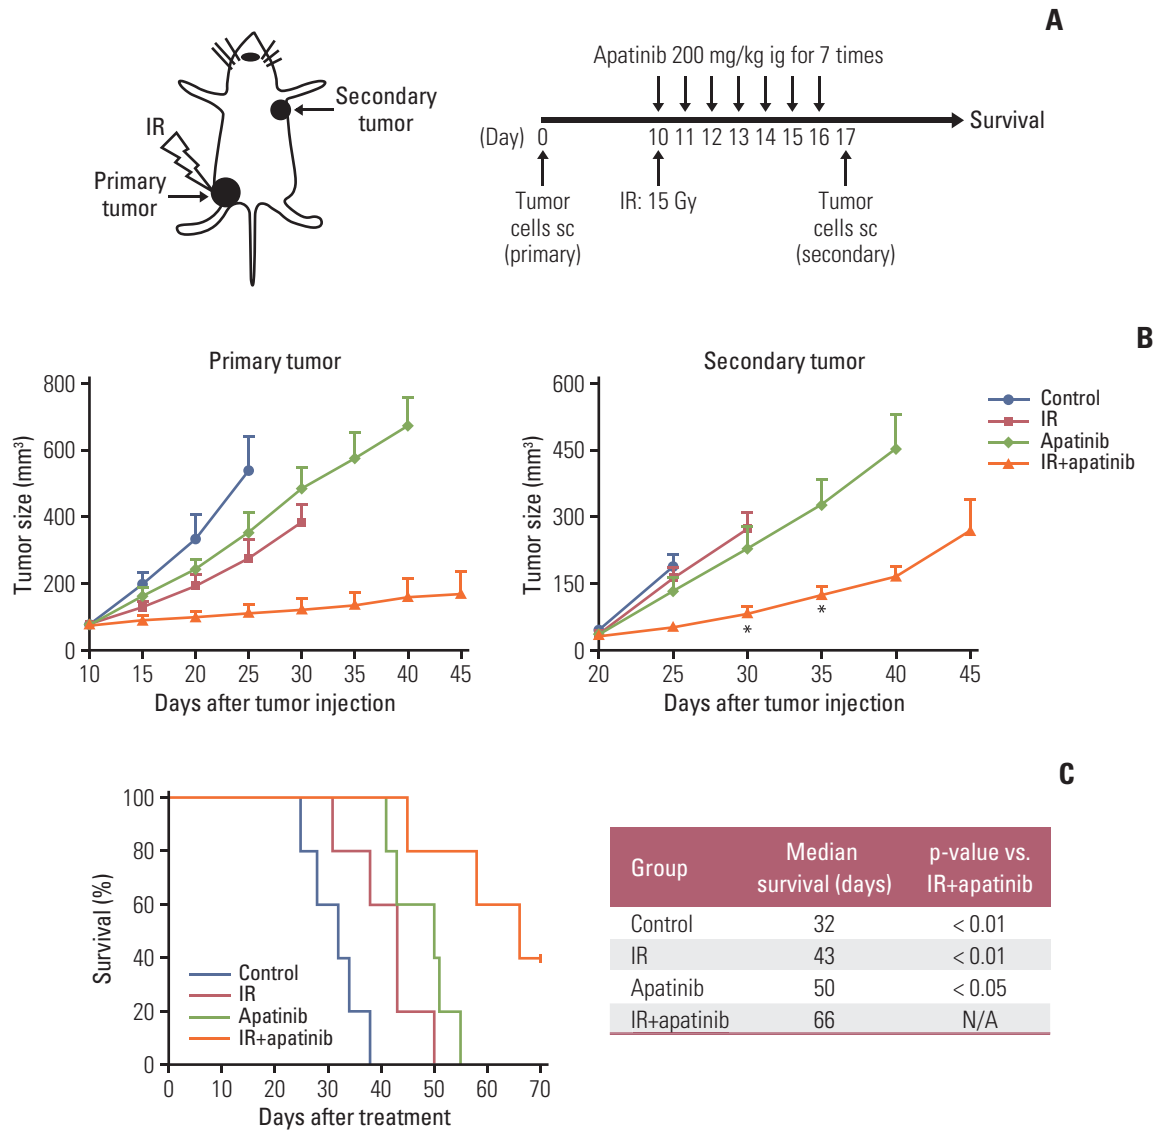 A
Apatinib 200 mg/kg ig for 7 times
Secondary
tumor
IR
Primary
tumor
(Day) 0 10 11 12 13 14 15 16 17
Survival
Tumor
cells sc
(primary)
IR: 15 Gy
Tumor
cells sc
(secondary)
B
Primary tumor
Tumor size (mm³)
800
600
400
200
0
10 15 20 25 30 35 40 45
Days after tumor injection
Secondary tumor
Tumor size (mm³)
600
450
300
150
0
* *
20 25 30 35 40 45
Days after tumor injection
Control
IR
Apatinib
IR+apatinib
C
Survival (%)
100
80
60
40
20
0
Control
IR
Apatinib
IR+apatinib
0 10 20 30 40 50 60 70
Days after treatment
Group Median survival (days) p-value vs. IR+apatinib
Control 32 < 0.01
IR 43 < 0.01
Apatinib 50 < 0.05
IR+apatinib 66 N/A